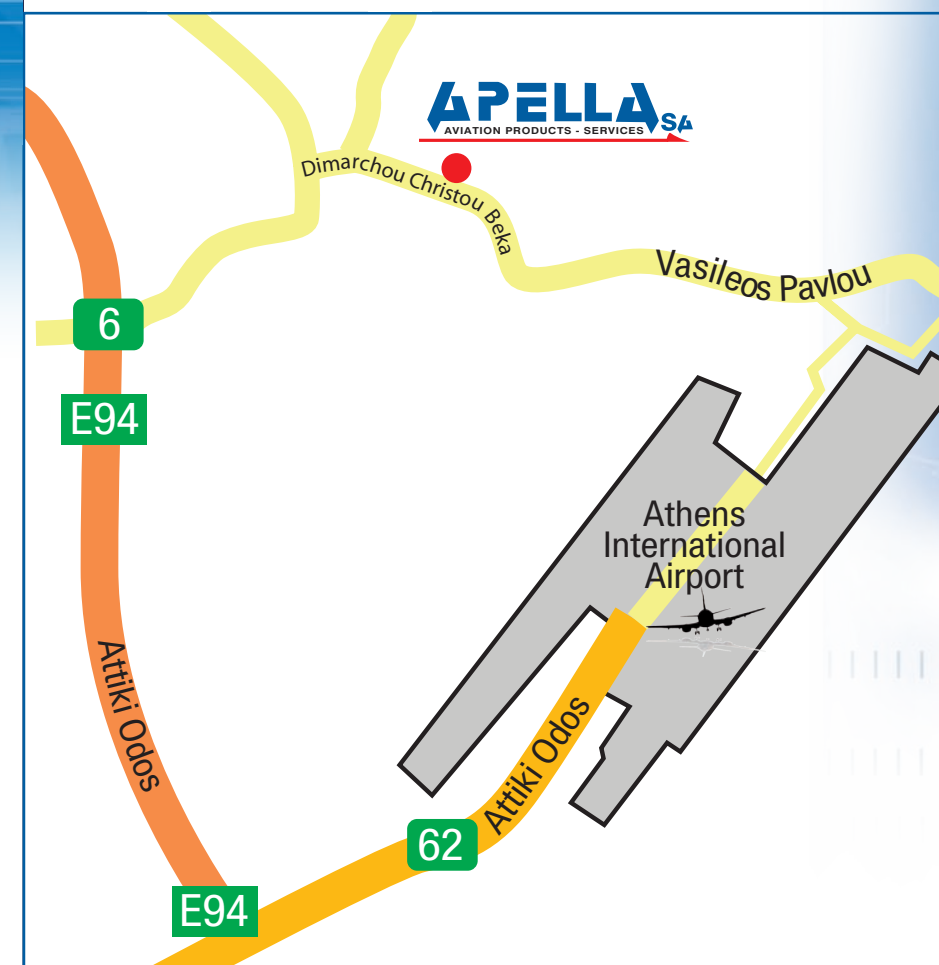 APELLA SA
AVIATION PRODUCTS - SERVICES
Dimarchou Christou Beka
Vasileos Pavlou
6
E94
Athens
International
Airport
Attiki Odos
Attiki Odos
62
E94